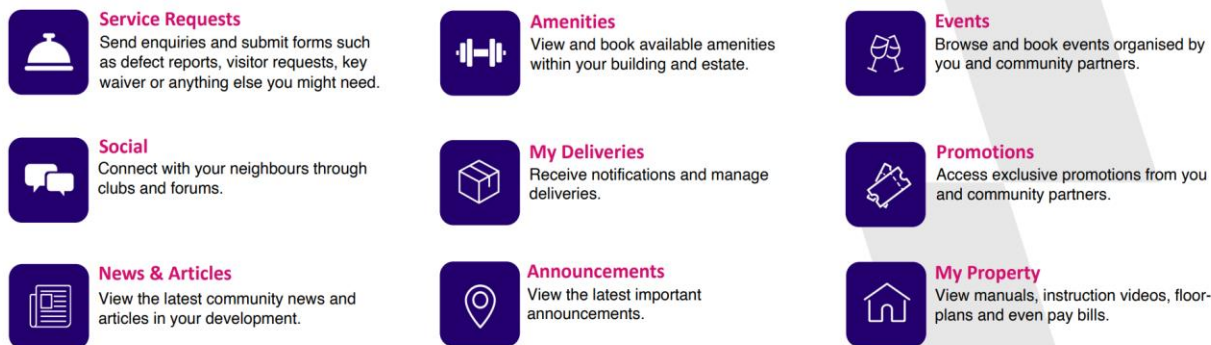 Service Requests
Send enquiries and submit forms such
as defect reports, visitor requests, key
waiver or anything else you might need.
Amenities
View and book available amenities
within your building and estate.
Events
Browse and book events organised by
you and community partners.
Social
Connect with your neighbours through
clubs and forums.
My Deliveries
Receive notifications and manage
deliveries.
Promotions
Access exclusive promotions from you
and community partners.
News & Articles
View the latest community news and
articles in your development.
Announcements
View the latest important
announcements.
My Property
View manuals, instruction videos, floor-
plans and even pay bills.